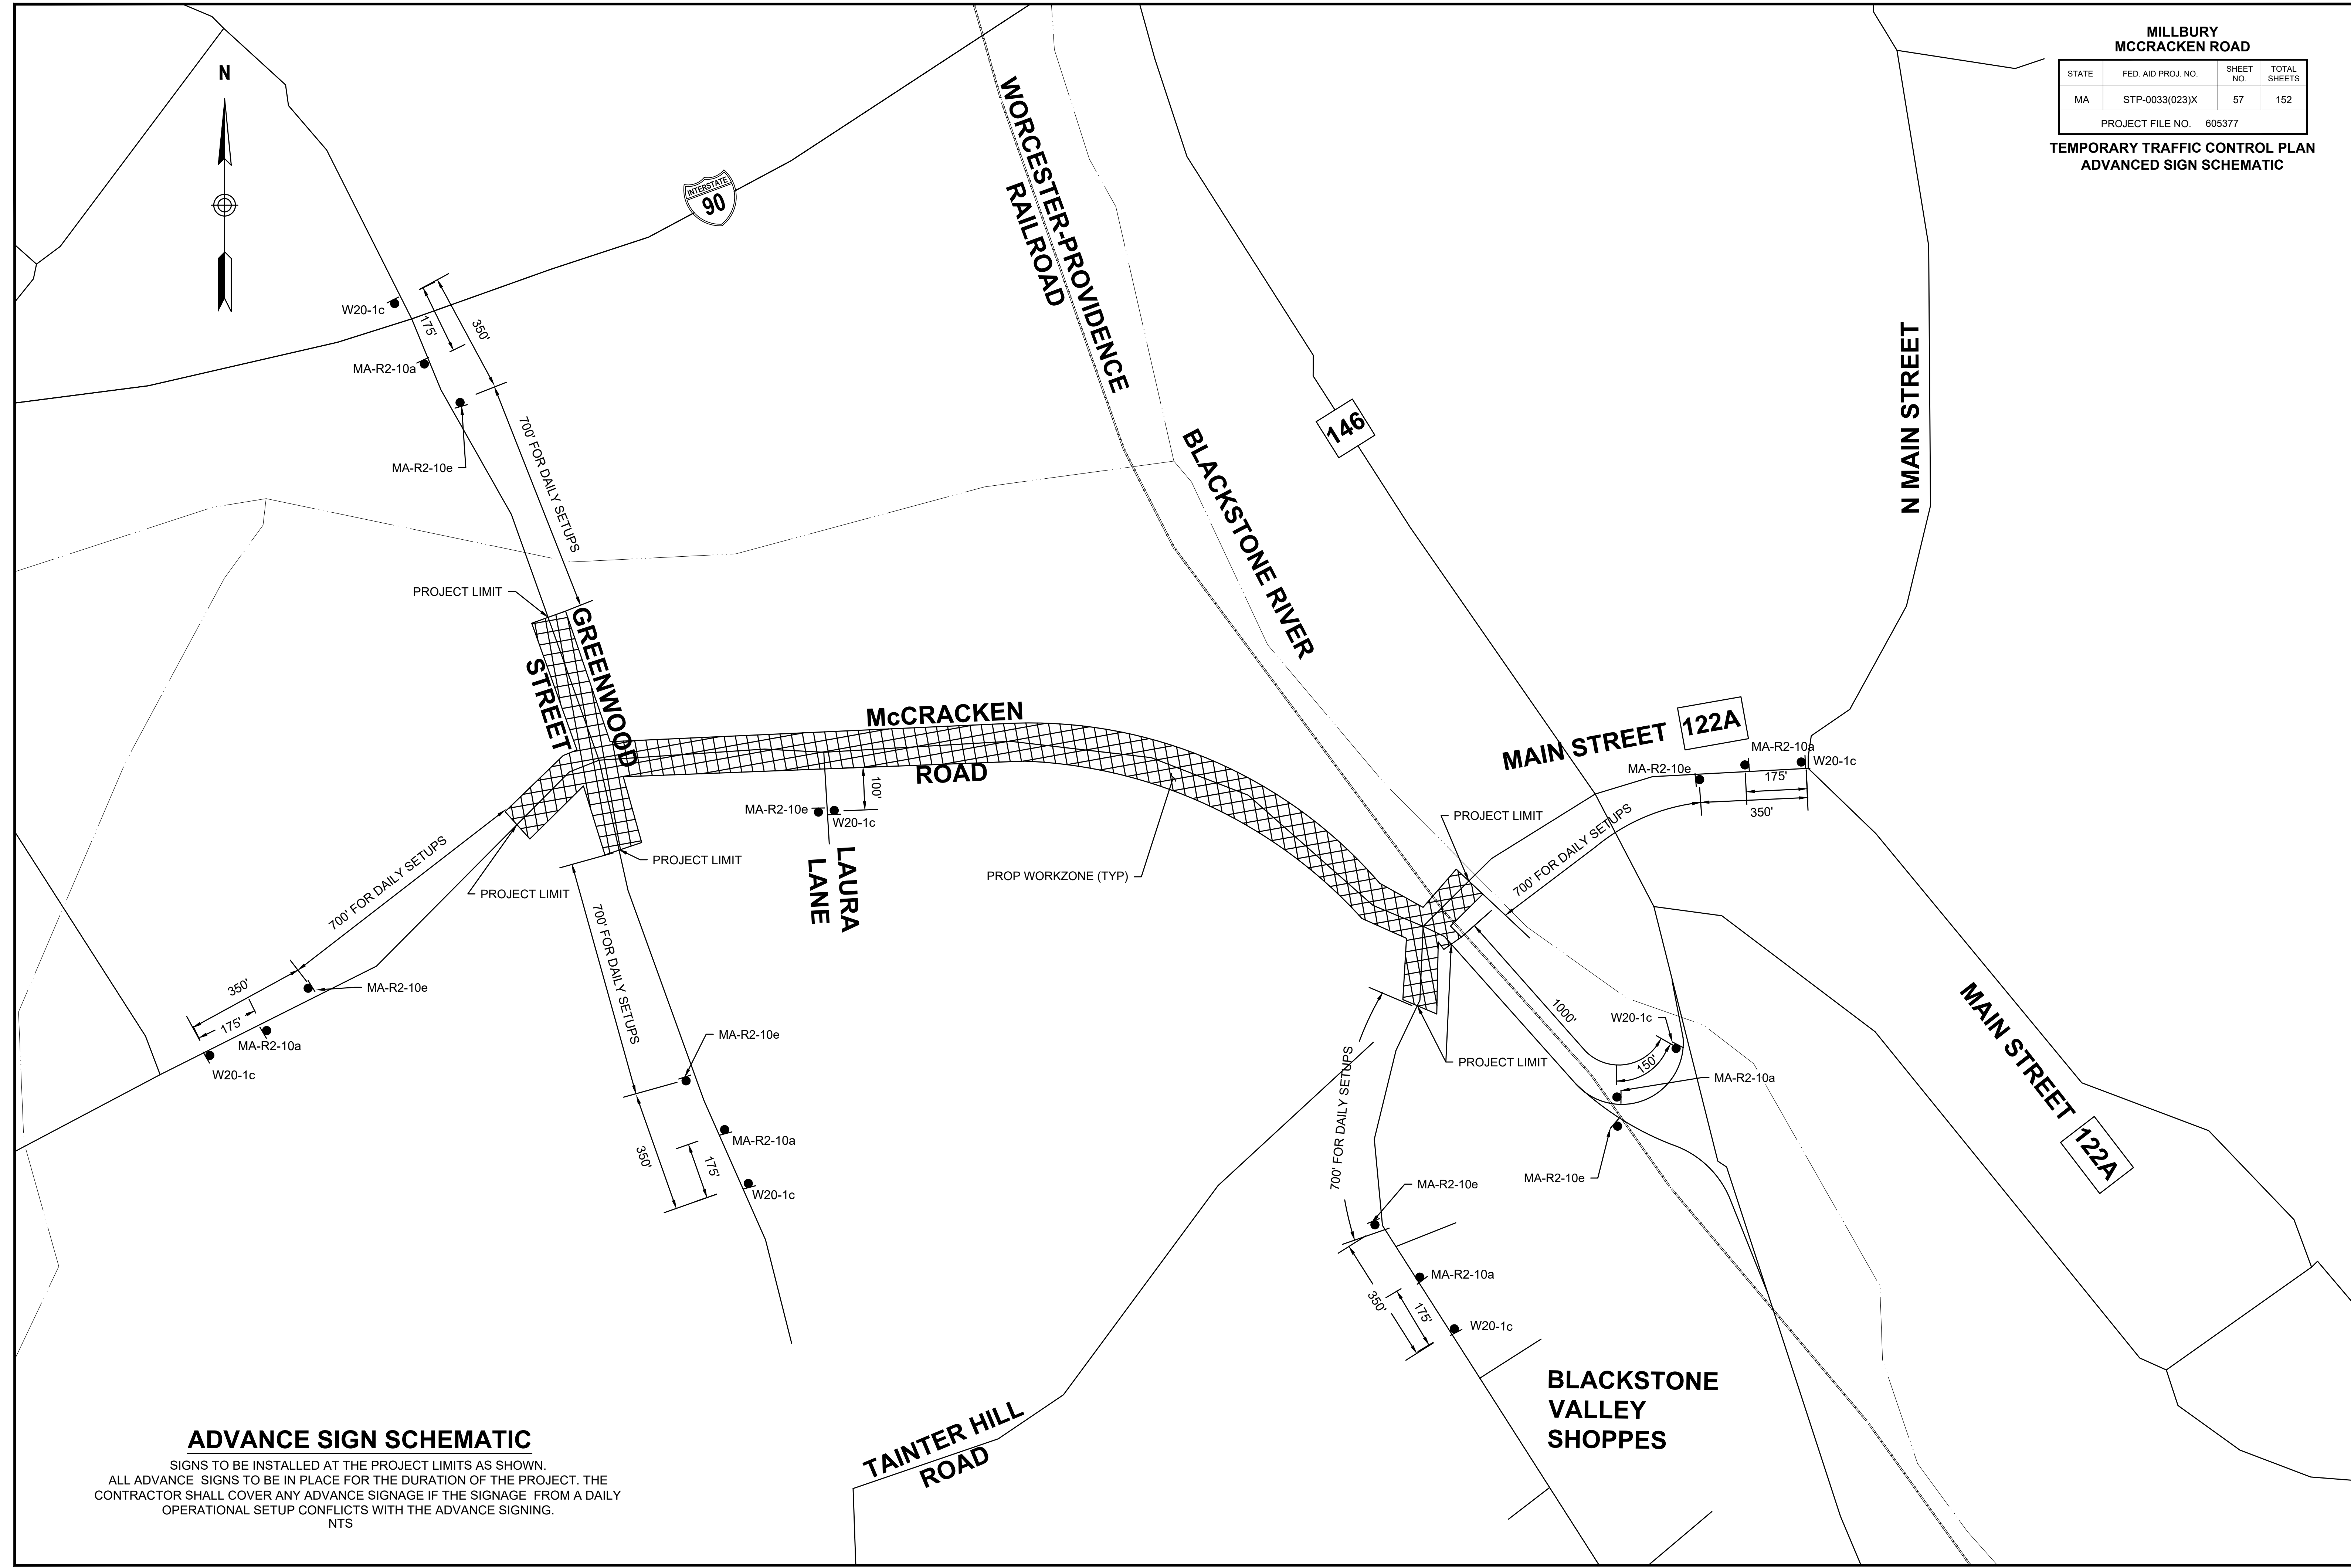 MILLBURY
MCCRACKEN ROAD
STATE FED. AID PROJ. NO. SHEET NO. TOTAL SHEETS
MA STP-0033(023)X 57 152
PROJECT FILE NO. 605377
TEMPORARY TRAFFIC CONTROL PLAN
ADVANCED SIGN SCHEMATIC
N
INTERSTATE
90
WORCESTER-PROVIDENCE
RAILROAD
BLACKSTONE RIVER
146
N MAIN STREET
W20-1c
175'
350'
MA-R2-10a
MA-R2-10e
700' FOR DAILY SETUPS
PROJECT LIMIT
GREENWOOD
STREET
McCRACKEN
ROAD
100'
MA-R2-10e
W20-1c
LAURA
LANE
PROP WORKZONE (TYP)
MAIN STREET 122A
MA-R2-10a
MA-R2-10e
W20-1c
175'
350'
700' FOR DAILY SETUPS
PROJECT LIMIT
PROJECT LIMIT
PROJECT LIMIT
700' FOR DAILY SETUPS
350'
175'
MA-R2-10e
MA-R2-10a
W20-1c
700' FOR DAILY SETUPS
MA-R2-10e
MA-R2-10a
350'
175'
W20-1c
1000'
W20-1c
150'
PROJECT LIMIT
MA-R2-10a
MA-R2-10e
700' FOR DAILY SETUPS
MA-R2-10e
MA-R2-10a
350'
175'
W20-1c
MAIN STREET
122A
BLACKSTONE
VALLEY
SHOPPES
TAINTER HILL
ROAD
ADVANCE SIGN SCHEMATIC
SIGNS TO BE INSTALLED AT THE PROJECT LIMITS AS SHOWN.
ALL ADVANCE SIGNS TO BE IN PLACE FOR THE DURATION OF THE PROJECT. THE
CONTRACTOR SHALL COVER ANY ADVANCE SIGNAGE IF THE SIGNAGE FROM A DAILY
OPERATIONAL SETUP CONFLICTS WITH THE ADVANCE SIGNING.
NTS